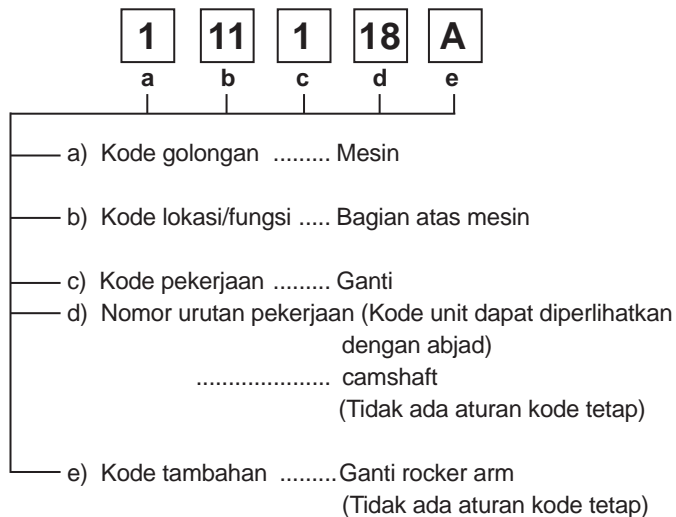 1 11 1 18 A
a b c d e
a) Kode golongan ......... Mesin
b) Kode lokasi/fungsi ..... Bagian atas mesin
c) Kode pekerjaan ......... Ganti
d) Nomor urutan pekerjaan (Kode unit dapat diperlihatkan
dengan abjad)
..................... camshaft
(Tidak ada aturan kode tetap)
e) Kode tambahan .........Ganti rocker arm
(Tidak ada aturan kode tetap)